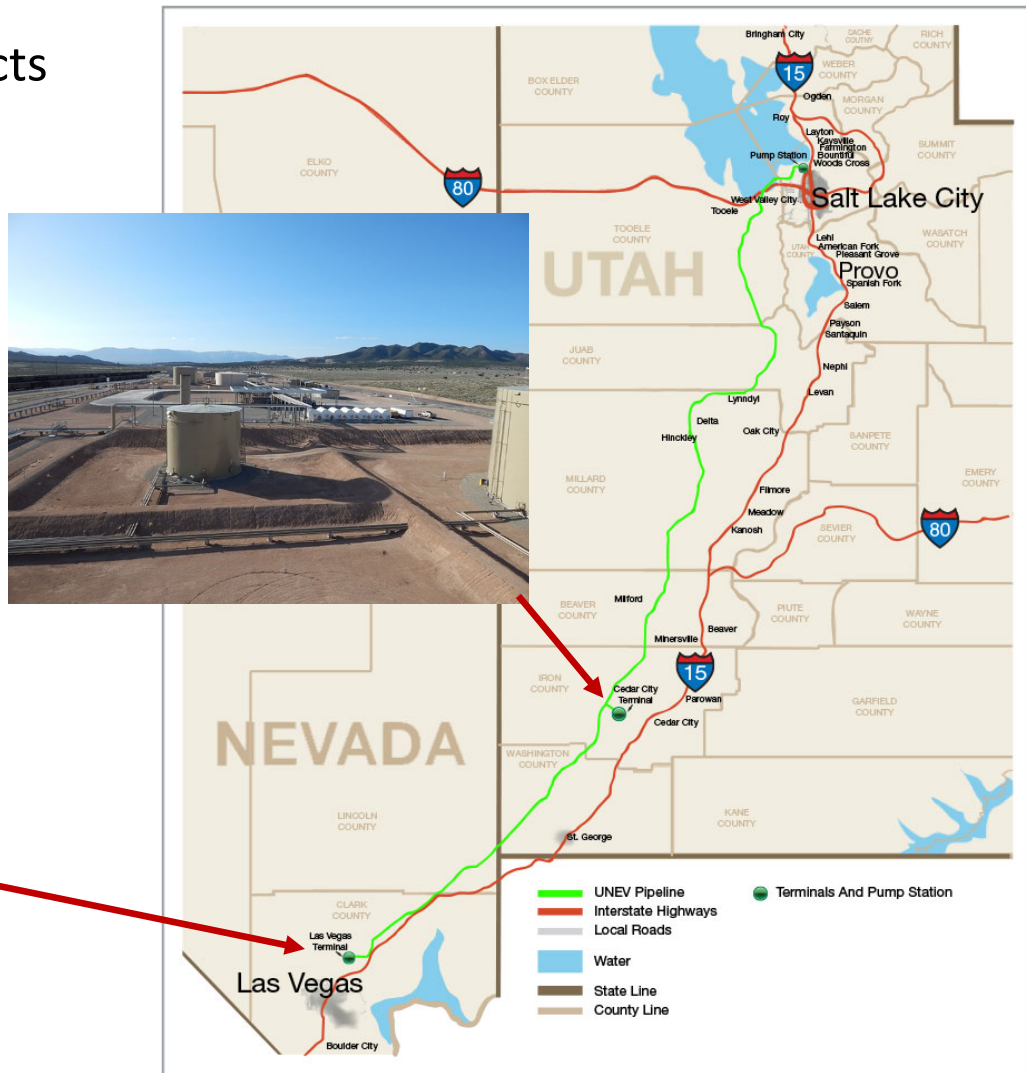 cts
Bringham City
CACHE
COUTNY
RICH
COUNTY
15
WEBER
COUNTY
BOX ELDER
COUNTY
Ogden
MORGAN
COUNTY
Roy
Layton
Kaysville
Farmington
Bountiful
Woods Cross
SUMMIT
COUNTY
Pump Station
ELKO
COUNTY
80
West Valley City
Salt Lake City
Tooele
TOOELE
COUNTY
UTAH
COUNTY
Lehi
American Fork
Pleasant Grove
WASATCH
COUNTY
UTAH
Provo
Spanish Fork
Salem
Payson
Santaquin
JUAB
COUNTY
Nephi
Levan
Lynndyl
Delta
Oak City
Hinckley
SANPETE
COUNTY
MILLARD
COUNTY
EMERY
COUNTY
Filmore
Meadow
Kanosh
SEVIER
COUNTY
80
BEAVER
COUNTY
Milford
PIUTE
COUNTY
WAYNE
COUNTY
Minersville
Beaver
15
IRON
COUNTY
Cedar City
Terminal
Parowan
GARFIELD
COUNTY
Cedar City
NEVADA
WASHINGTON
COUNTY
LINCOLN
COUNTY
KANE
COUNTY
St. George
UNEV Pipeline
Terminals And Pump Station
Interstate Highways
Local Roads
Water
State Line
County Line
CLARK
COUNTY
Las Vegas
Terminal
Las Vegas
Boulder City